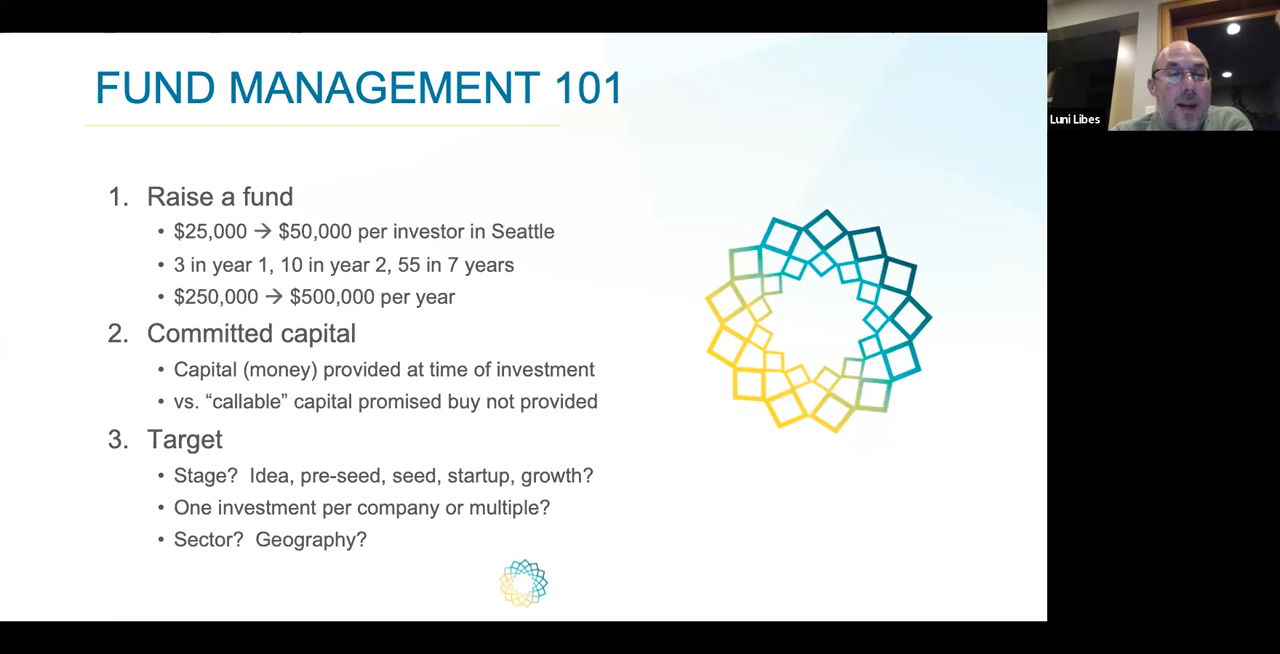 FUND MANAGEMENT 101
1. Raise a fund
• $25,000 → $50,000 per investor in Seattle
• 3 in year 1, 10 in year 2, 55 in 7 years
• $250,000 → $500,000 per year
2. Committed capital
• Capital (money) provided at time of investment
• vs. “callable” capital promised buy not provided
3. Target
• Stage? Idea, pre-seed, seed, startup, growth?
• One investment per company or multiple?
• Sector? Geography?
Luni Libes